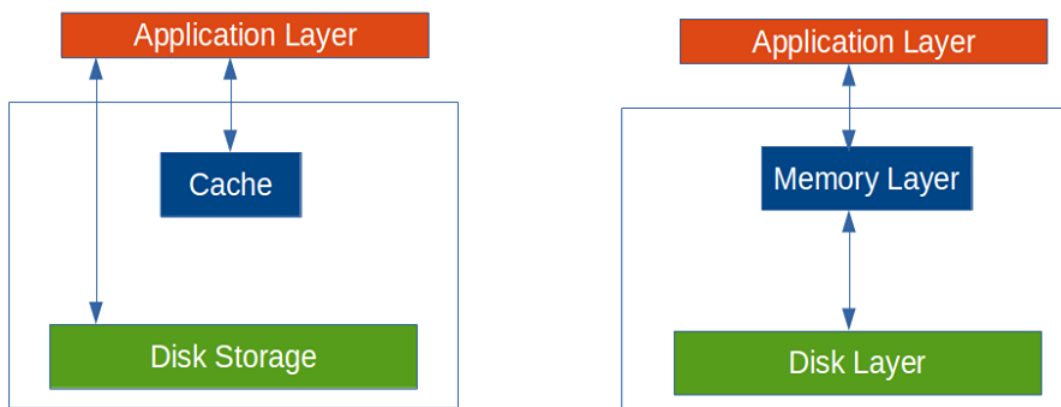 Application Layer
Cache
Disk Storage
Application Layer
Memory Layer
Disk Layer